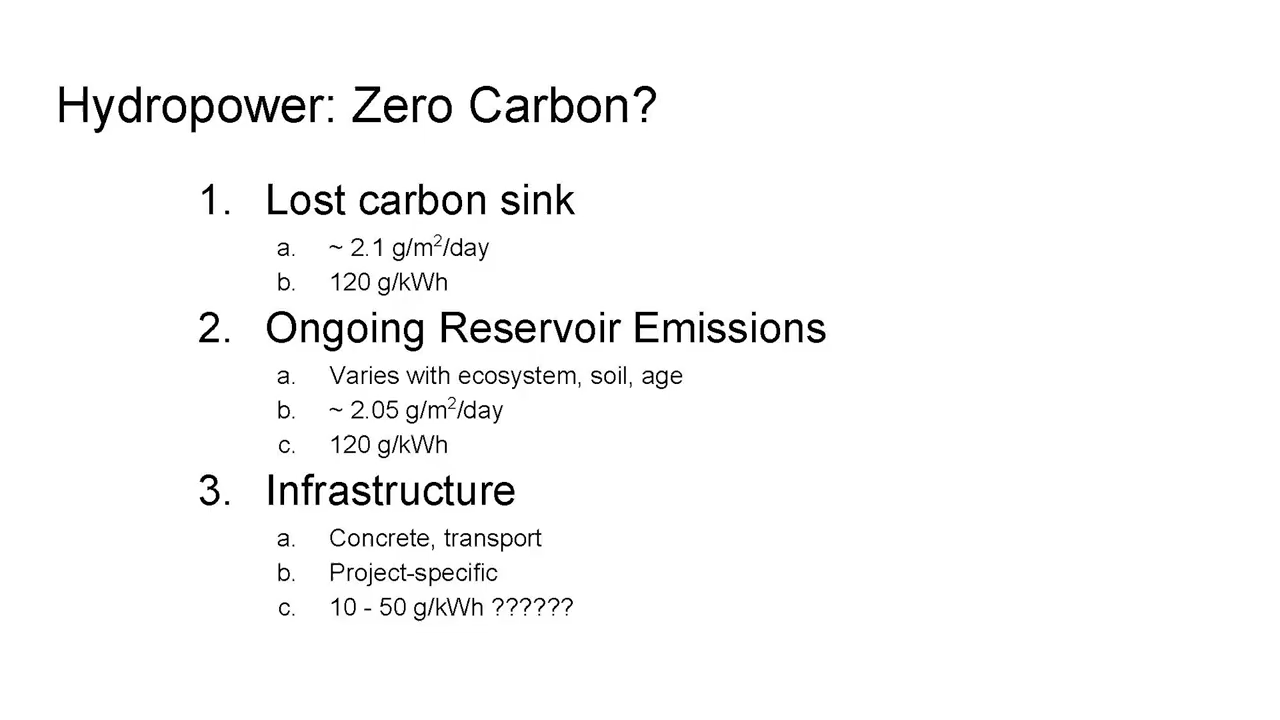 Hydropower: Zero Carbon?
1. Lost carbon sink
a. ~ 2.1 g/m²/day
b. 120 g/kWh
2. Ongoing Reservoir Emissions
a. Varies with ecosystem, soil, age
b. ~ 2.05 g/m²/day
c. 120 g/kWh
3. Infrastructure
a. Concrete, transport
b. Project-specific
c. 10 - 50 g/kWh ??????